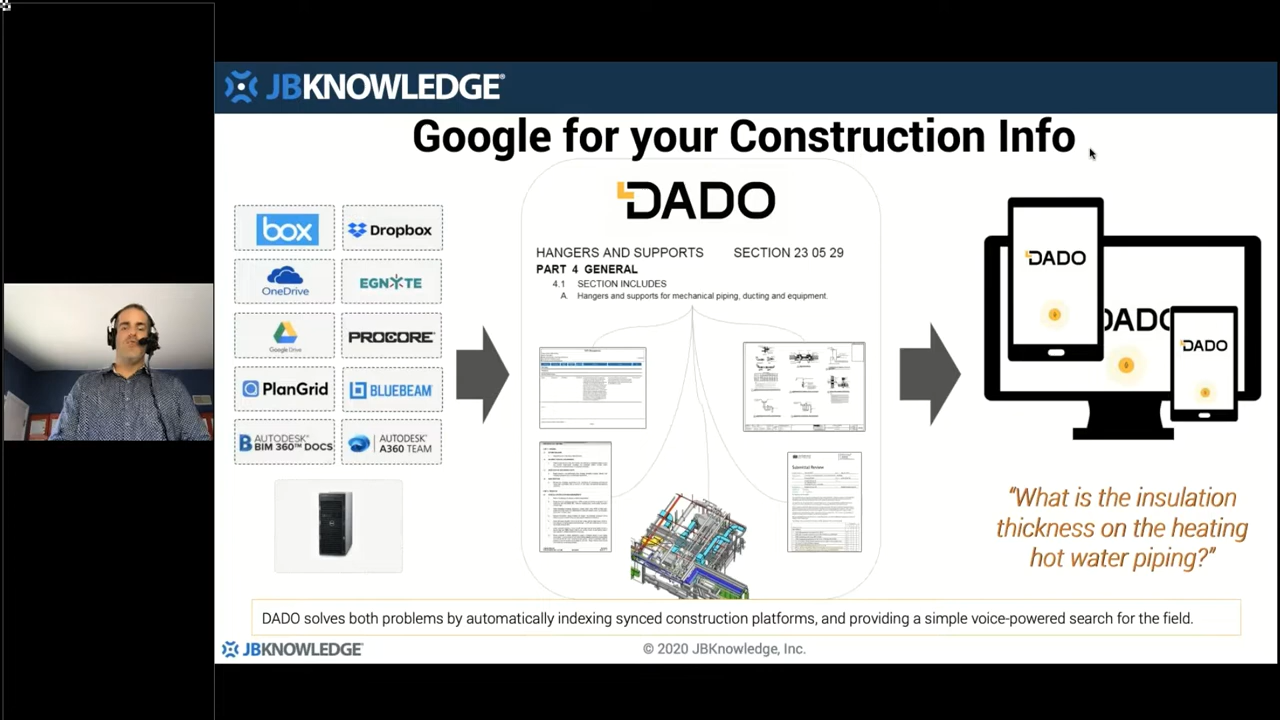 JBKNOWLEDGE®
Google for your Construction Info
box
Dropbox
OneDrive
EGNYTE
Google Drive
PROCORE®
PlanGrid
BLUEBEAM®
AUTODESK®
BIM 360™ DOCS
AUTODESK®
A360 TEAM
DADO
HANGERS AND SUPPORTS SECTION 23 05 29
PART 4 GENERAL
4.1 SECTION INCLUDES
A. Hangers and supports for mechanical piping, ducting and equipment.
Submittal Review
DADO
DADO
DADO
"What is the insulation
thickness on the heating
hot water piping?"
DADO solves both problems by automatically indexing synced construction platforms, and providing a simple voice-powered search for the field.
JBKNOWLEDGE®
© 2020 JBKnowledge, Inc.